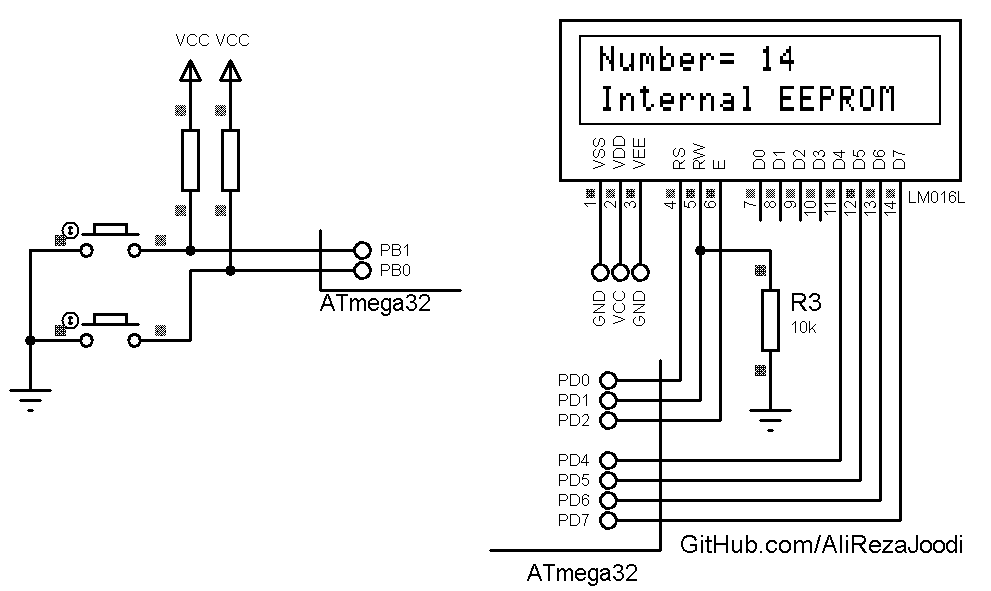 VCC VCC
PB1
PB0
ATmega32
Number= 14
Internal EEPROM
VSS VDD VEE RS RW E D0 D1 D2 D3 D4 D5 D6 D7
1 2 3 4 5 6 7 8 9 10 11 12 13 14
LM016L
GND VCC GND
R3
10k
PD0
PD1
PD2
PD4
PD5
PD6
PD7
GitHub.com/AliRezaJoodi
ATmega32